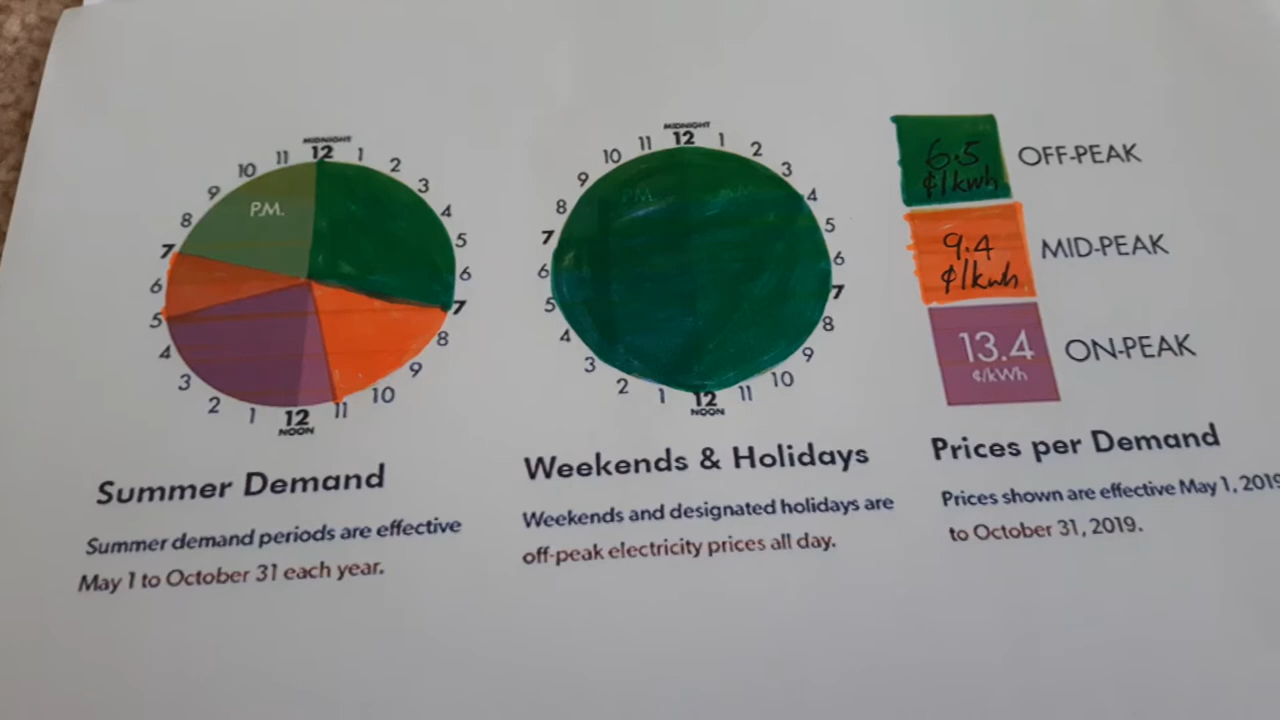 MIDNIGHT
12
1
2
3
4
5
6
7
8
9
10
11
12
NOON
1
2
3
4
5
6
7
8
9
10
11
P.M.
Summer Demand
Summer demand periods are effective
May 1 to October 31 each year.
MIDNIGHT
12
1
2
3
4
5
6
7
8
9
10
11
12
NOON
1
2
3
4
5
6
7
8
9
10
11
P.M.
Weekends & Holidays
Weekends and designated holidays are
off-peak electricity prices all day.
6.5
¢/kwh
OFF-PEAK
9.4
¢/kwh
MID-PEAK
13.4
¢/kWh
ON-PEAK
Prices per Demand
Prices shown are effective May 1, 2019
to October 31, 2019.